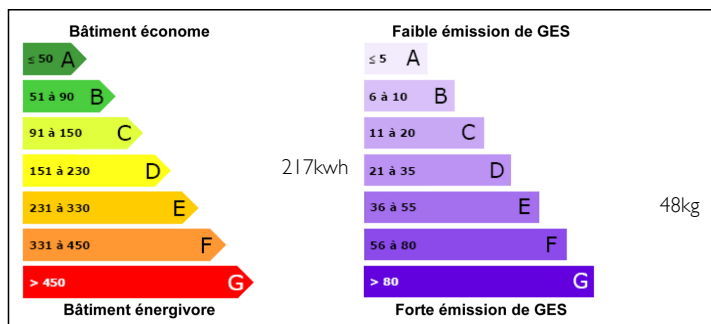 Bâtiment économe
≤ 50 A
51 à 90 B
91 à 150 C
151 à 230 D
217kwh
231 à 330 E
331 à 450 F
> 450 G
Bâtiment énergivore
Faible émission de GES
≤ 5 A
6 à 10 B
11 à 20 C
21 à 35 D
36 à 55 E
48kg
56 à 80 F
> 80 G
Forte émission de GES